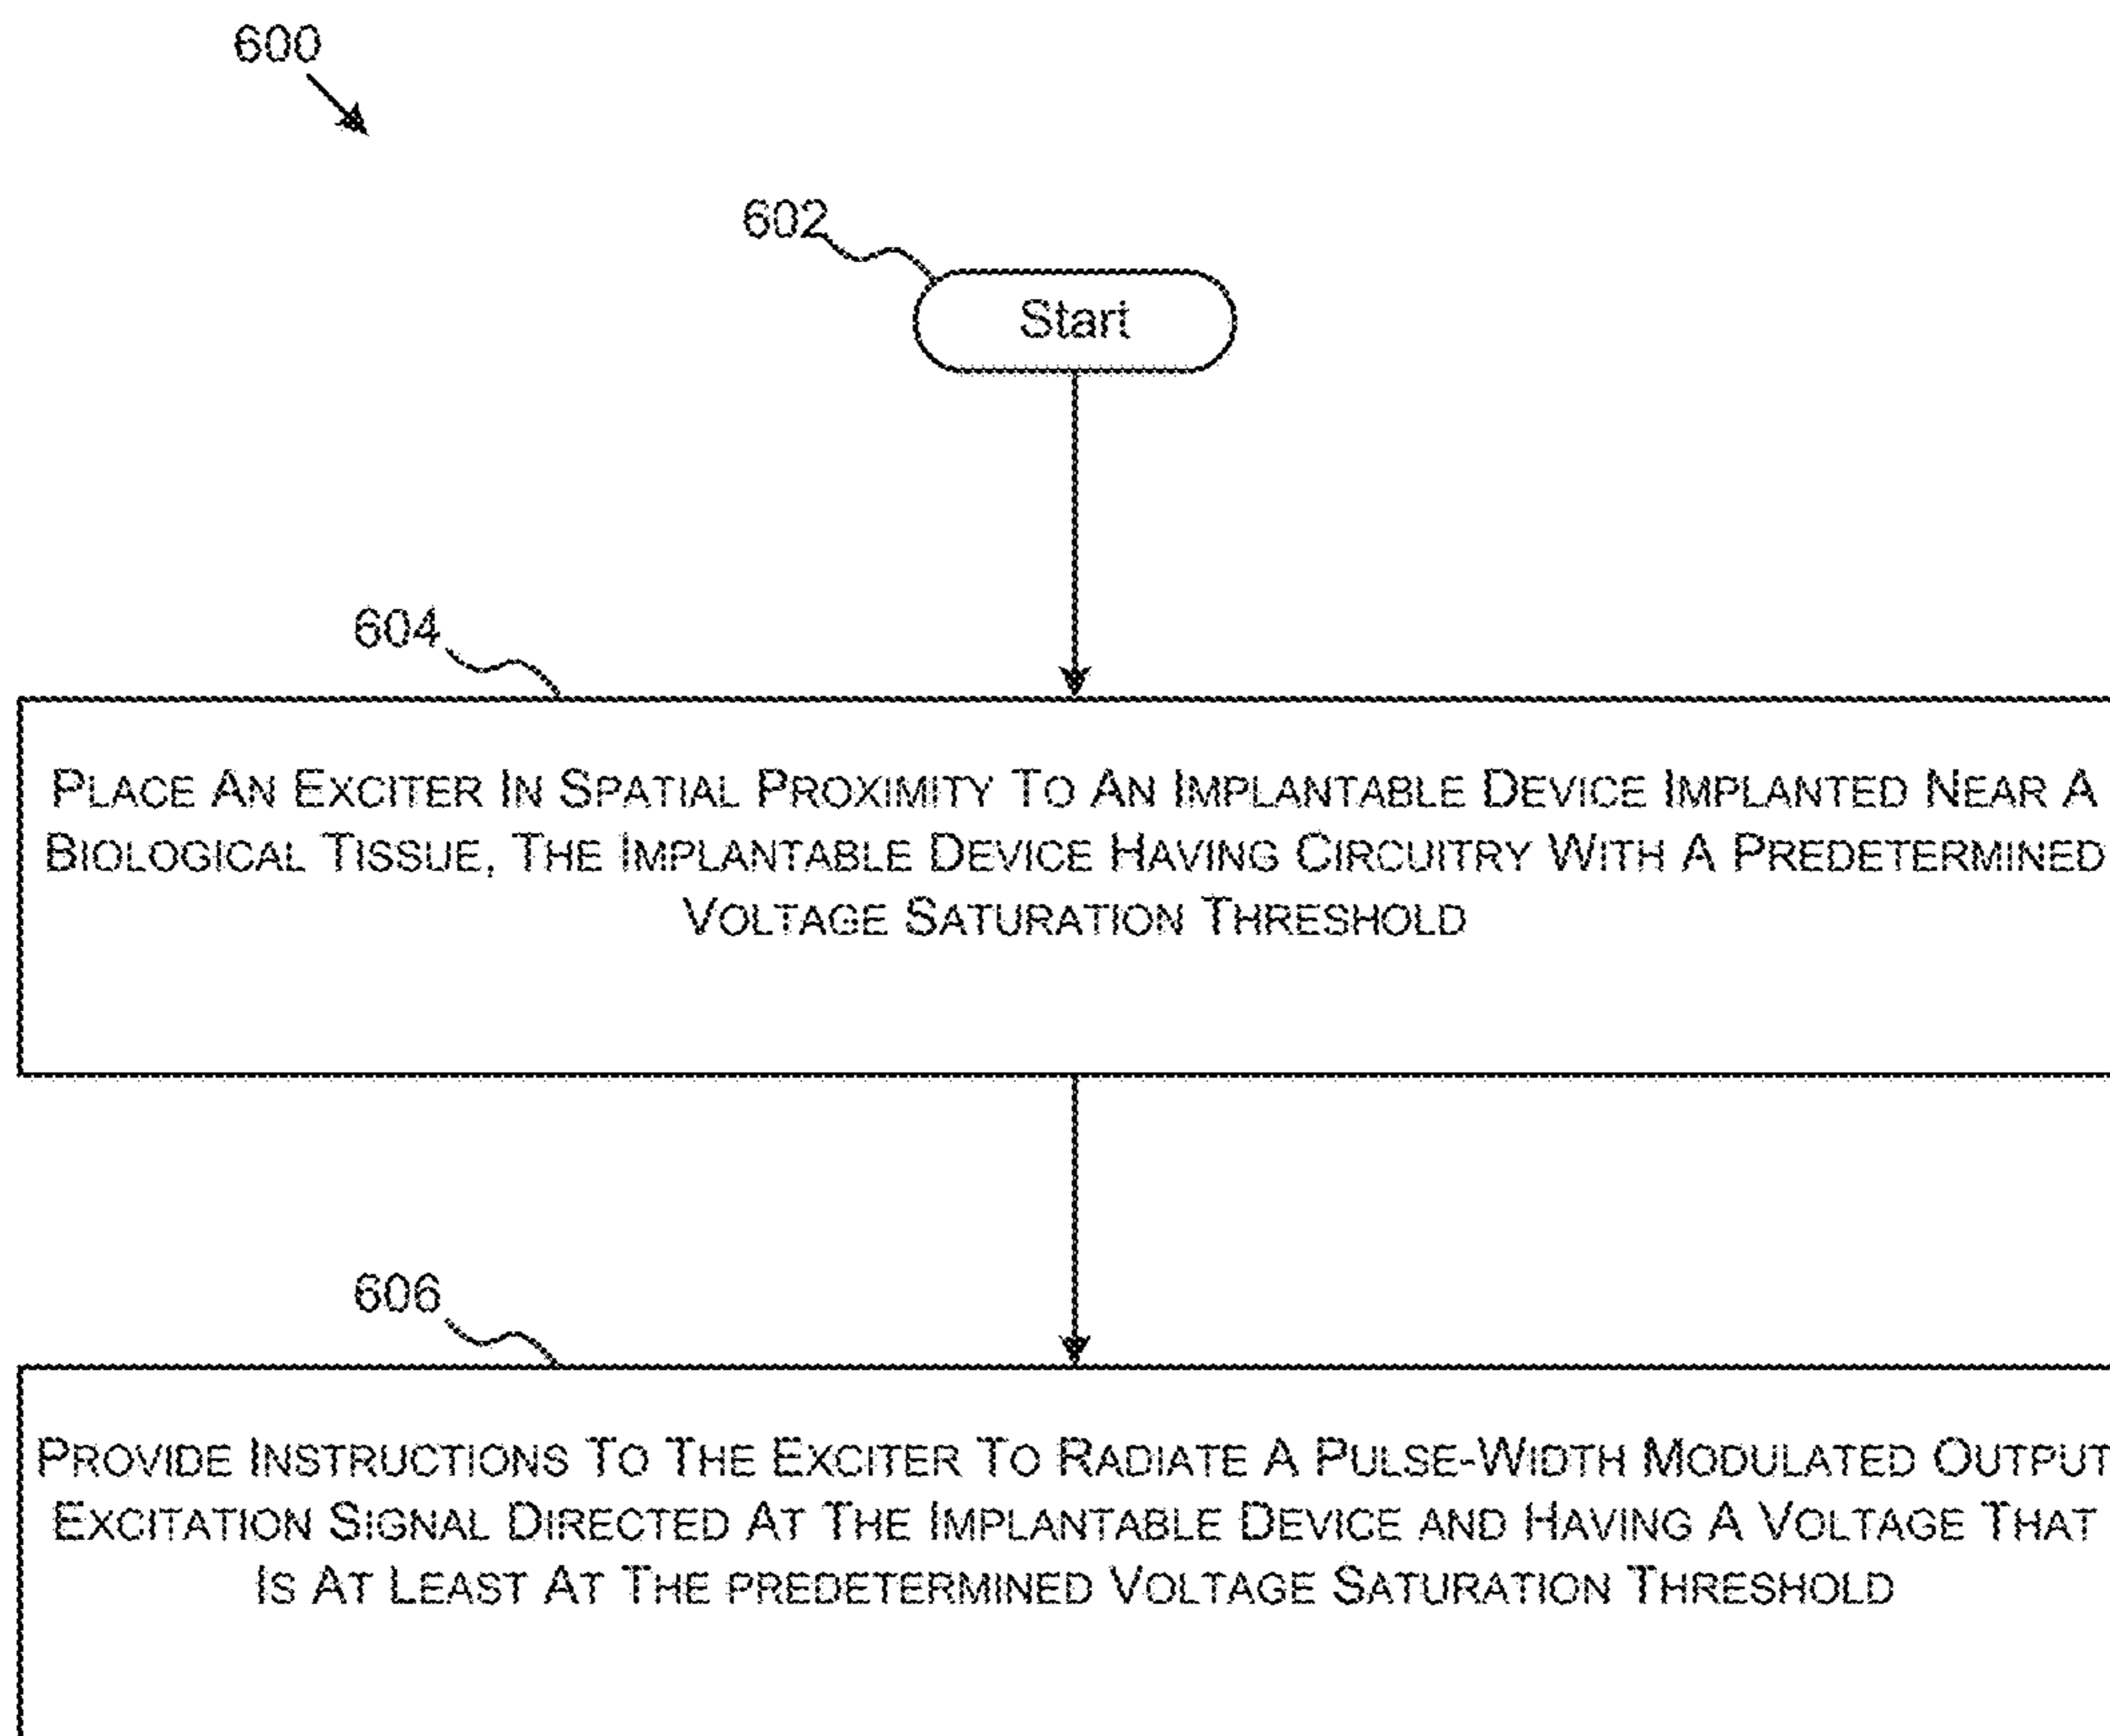 600
602
Start
604
PLACE AN EXCITER IN SPATIAL PROXIMITY TO AN IMPLANTABLE DEVICE IMPLANTED NEAR A
BIOLOGICAL TISSUE, THE IMPLANTABLE DEVICE HAVING CIRCUITRY WITH A PREDETERMINED
VOLTAGE SATURATION THRESHOLD
606
PROVIDE INSTRUCTIONS TO THE EXCITER TO RADIATE A PULSE-WIDTH MODULATED OUTPUT
EXCITATION SIGNAL DIRECTED AT THE IMPLANTABLE DEVICE AND HAVING A VOLTAGE THAT
IS AT LEAST AT THE PREDETERMINED VOLTAGE SATURATION THRESHOLD